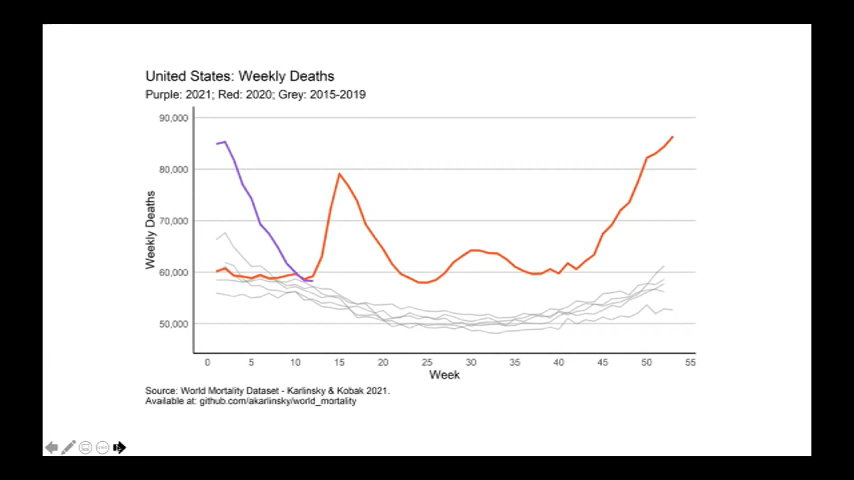 United States: Weekly Deaths
Purple: 2021; Red: 2020; Grey: 2015-2019
90,000
80,000
70,000
60,000
50,000
Weekly Deaths
0 5 10 15 20 25 30 35 40 45 50 55
Week
Source: World Mortality Dataset - Karlinsky & Kobak 2021.
Available at: github.com/akarlinsky/world_mortality